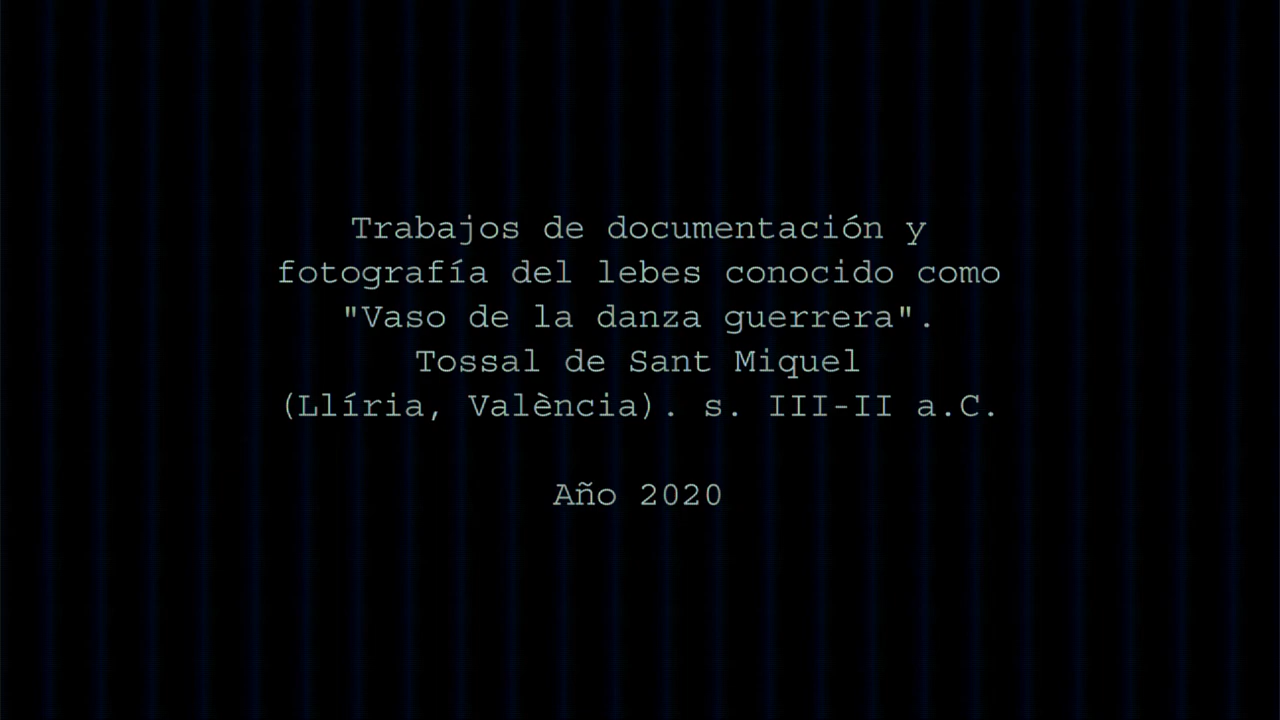 Trabajos de documentación y
fotografía del lebes conocido como
"Vaso de la danza guerrera".
Tossal de Sant Miquel
(Llíria, València). s. III-II a.C.
Año 2020